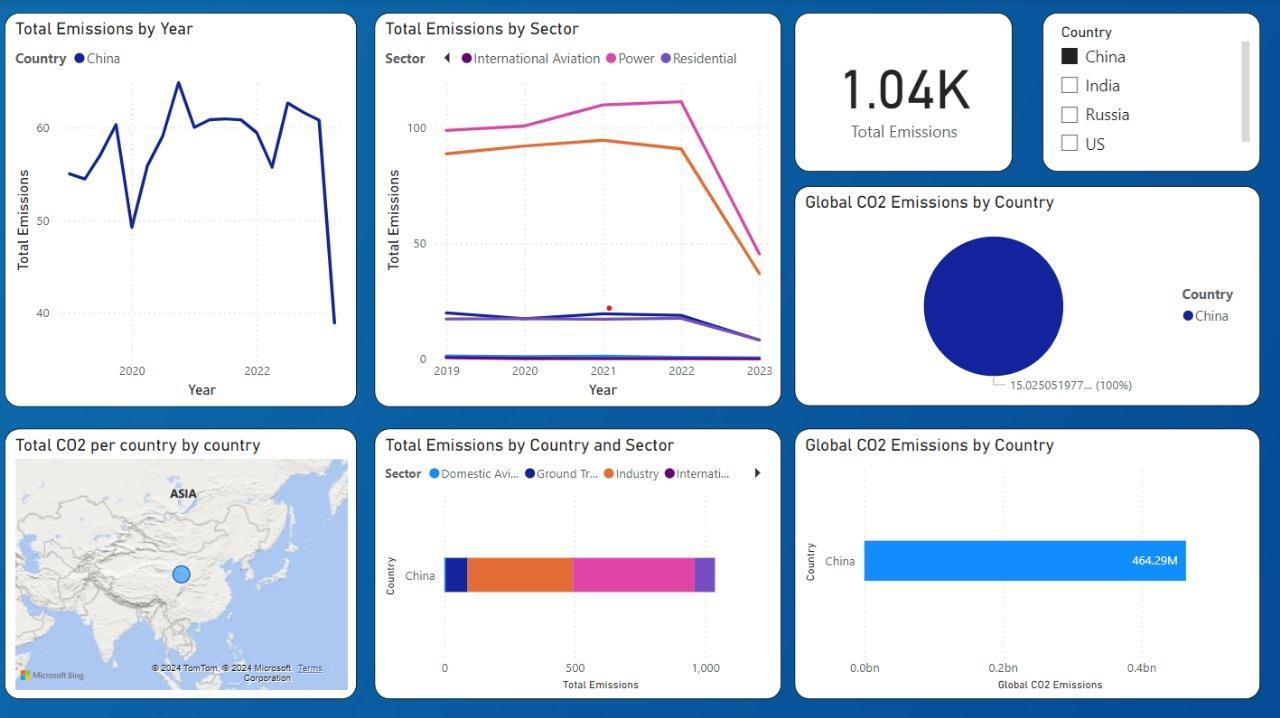 Total Emissions by Year
Country China
60
50
40
Total Emissions
2020 2022
Year
Total Emissions by Sector
Sector International Aviation Power Residential
100
50
0
Total Emissions
2019 2020 2021 2022 2023
Year
1.04K
Total Emissions
Country
China
India
Russia
US
Global CO2 Emissions by Country
Country
China
15.025051977... (100%)
Total CO2 per country by country
ASIA
Microsoft Bing
© 2024 TomTom, © 2024 Microsoft Corporation Terms
Total Emissions by Country and Sector
Sector Domestic Avi... Ground Tr... Industry Internati...
Country
China
0 500 1,000
Total Emissions
Global CO2 Emissions by Country
Country
China
464.29M
0.0bn 0.2bn 0.4bn
Global CO2 Emissions